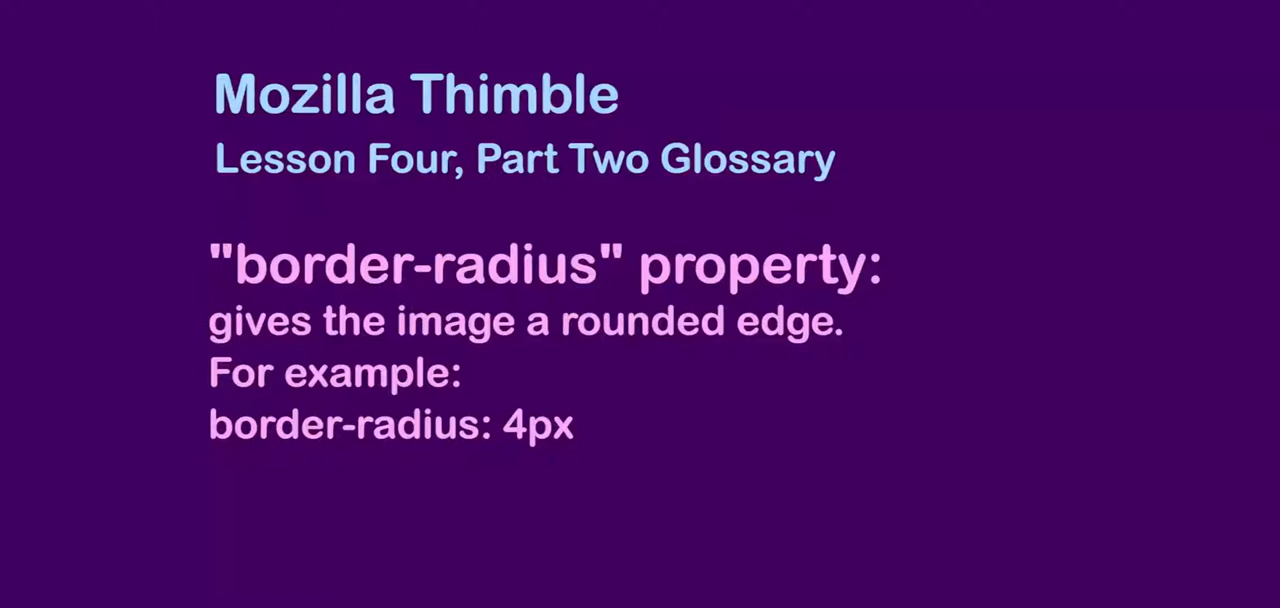 Mozilla Thimble
Lesson Four, Part Two Glossary
"border-radius" property:
gives the image a rounded edge.
For example:
border-radius: 4px